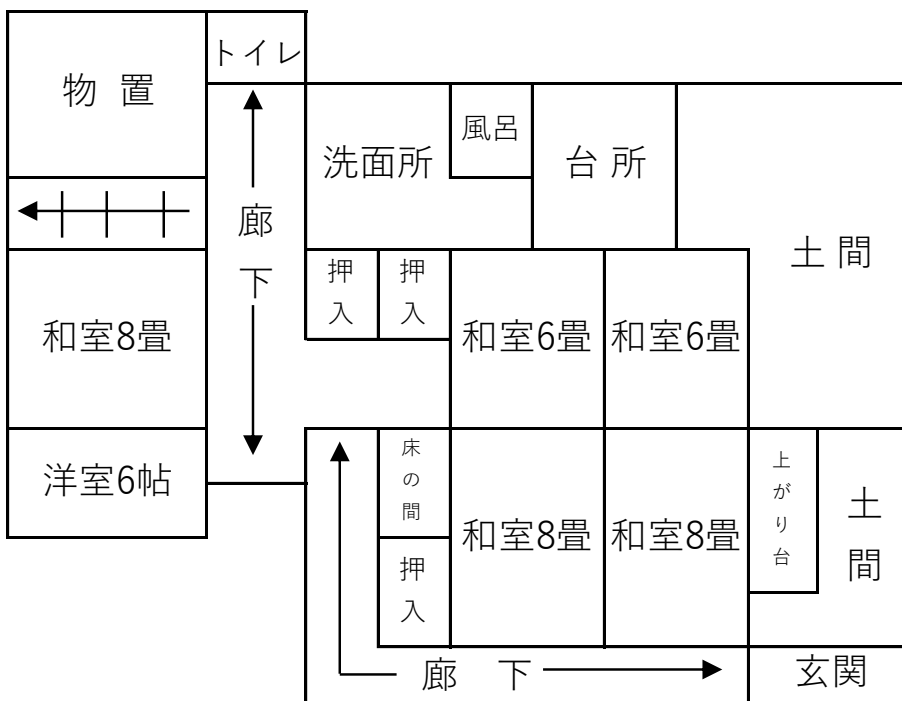 トイレ
物 置
風呂
洗面所
台 所
廊下
土 間
押入
押入
和室8畳
和室6畳
和室6畳
洋室6帖
床の間
上がり台
土間
和室8畳
和室8畳
押入
廊 下
玄関